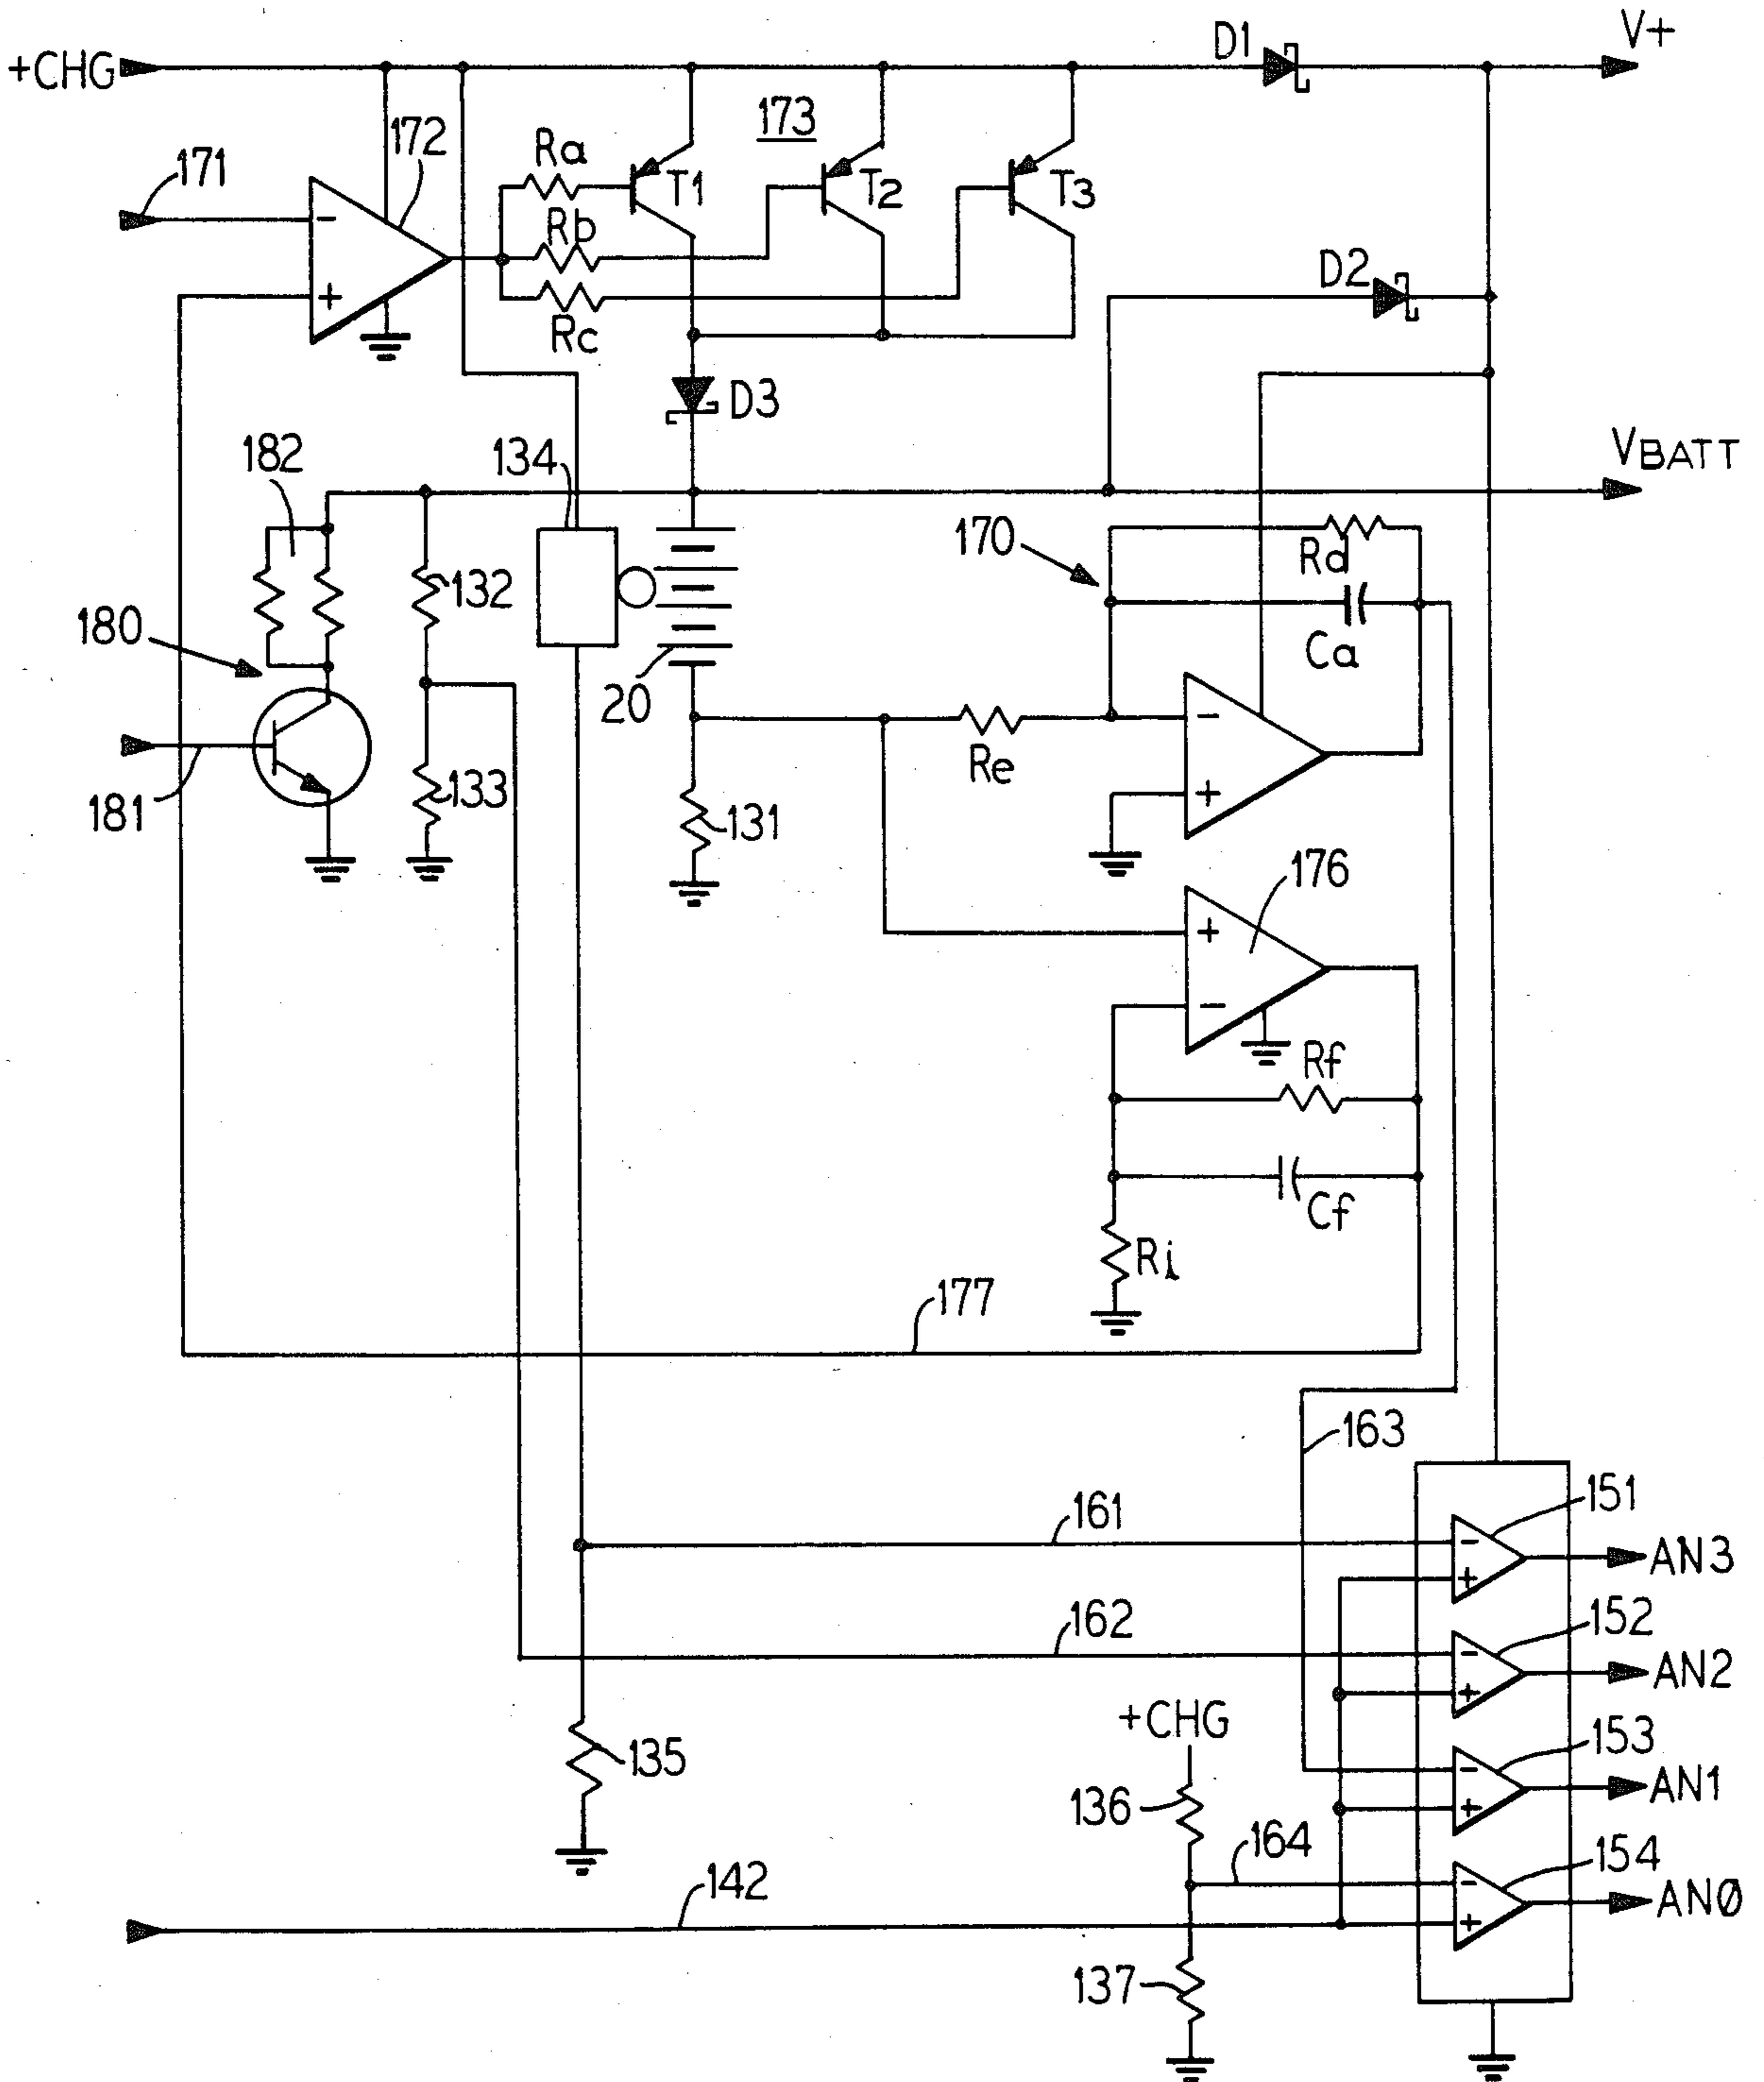 D1
V+
+CHG
171
172
173
Ra
T1
T2
T3
Rb
Rc
D2
D3
182
134
VBATT
170
Rd
132
Ca
180
20
Re
181
133
131
176
Rf
Cf
Ri
177
163
161
151
AN3
162
152
AN2
+CHG
135
153
AN1
136
164
154
142
ANØ
137
-
+
-
+
+
-
-
+
-
+
-
+
-
+